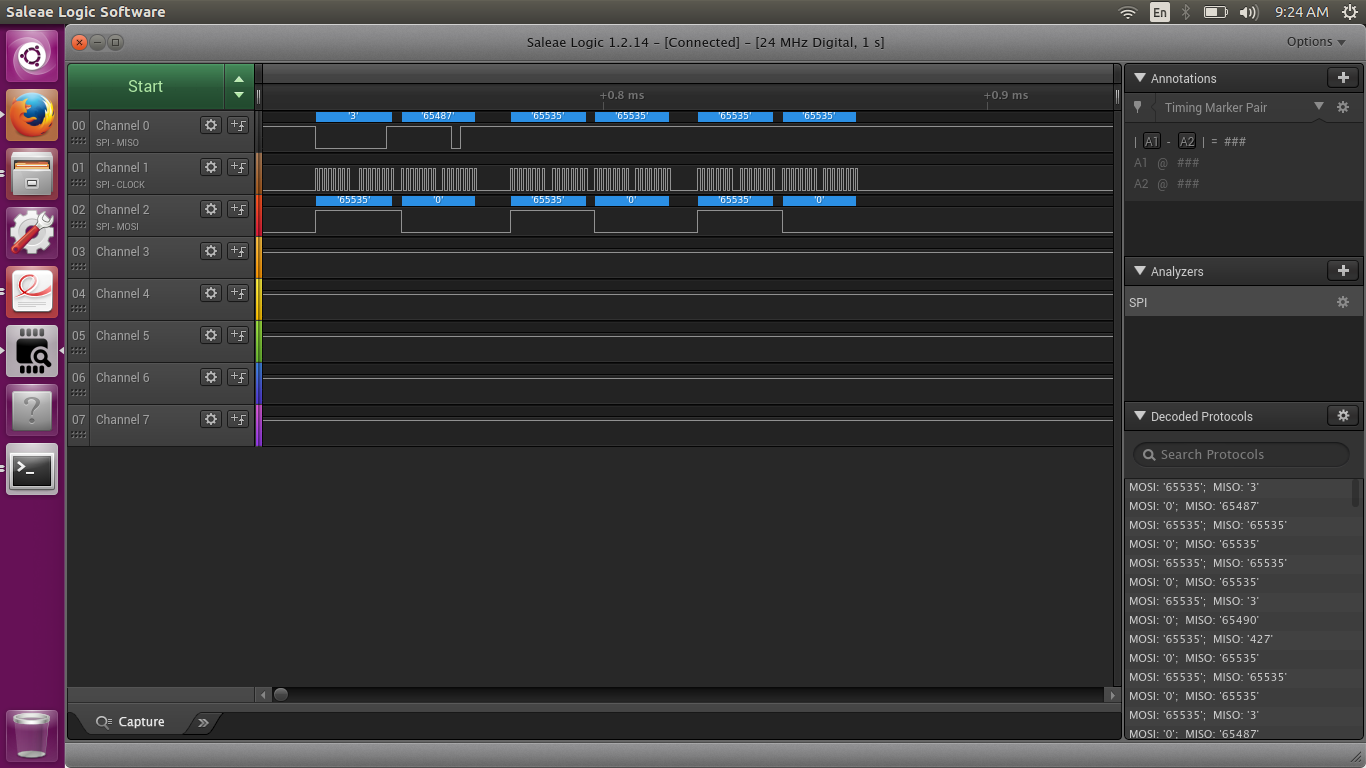 Saleae Logic Software
En
9:24 AM
Saleae Logic 1.2.14 – [Connected] – [24 MHz Digital, 1 s]
Options
Start
+0.8 ms
+0.9 ms
00 Channel 0
SPI - MISO
'3' '65487' '65535' '65535' '65535' '65535'
01 Channel 1
SPI - CLOCK
02 Channel 2
SPI - MOSI
'65535' '0' '65535' '0' '65535' '0'
03 Channel 3
04 Channel 4
05 Channel 5
06 Channel 6
07 Channel 7
Capture
Annotations
Timing Marker Pair
| A1 - A2 | = ###
A1 @ ###
A2 @ ###
Analyzers
SPI
Decoded Protocols
Search Protocols
MOSI: '65535'; MISO: '3'
MOSI: '0'; MISO: '65487'
MOSI: '65535'; MISO: '65535'
MOSI: '0'; MISO: '65535'
MOSI: '65535'; MISO: '65535'
MOSI: '0'; MISO: '65535'
MOSI: '65535'; MISO: '3'
MOSI: '0'; MISO: '65490'
MOSI: '65535'; MISO: '427'
MOSI: '0'; MISO: '65535'
MOSI: '65535'; MISO: '65535'
MOSI: '0'; MISO: '65535'
MOSI: '65535'; MISO: '3'
MOSI: '0'; MISO: '65487'